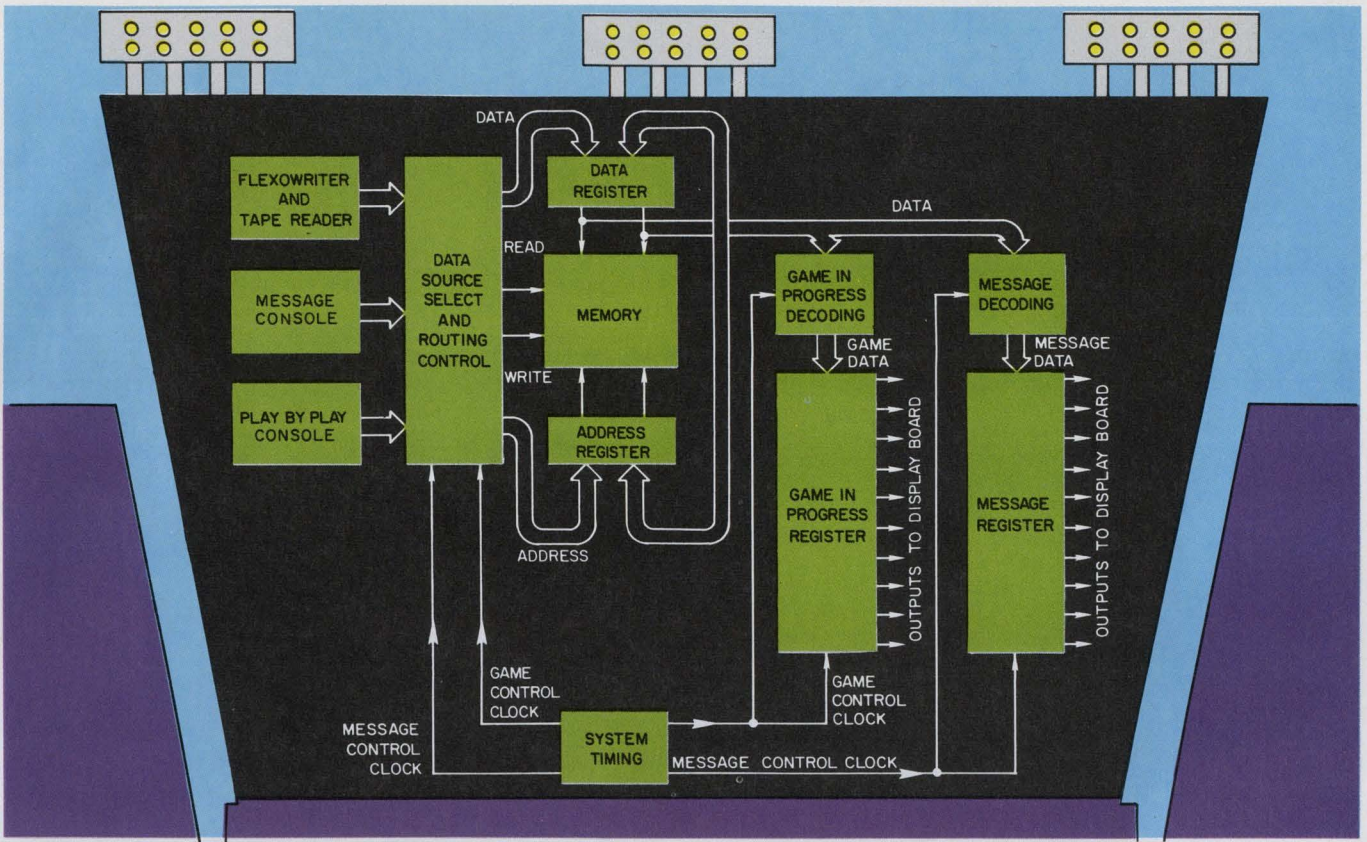 FLEXOWRITER
AND
TAPE READER
MESSAGE
CONSOLE
PLAY BY PLAY
CONSOLE
DATA
SOURCE
SELECT
AND
ROUTING
CONTROL
DATA
READ
WRITE
ADDRESS
DATA
REGISTER
MEMORY
ADDRESS
REGISTER
DATA
GAME IN
PROGRESS
DECODING
GAME
DATA
GAME IN
PROGRESS
REGISTER
OUTPUTS TO DISPLAY BOARD
MESSAGE
DECODING
MESSAGE
DATA
MESSAGE
REGISTER
OUTPUTS TO DISPLAY BOARD
GAME
CONTROL
CLOCK
MESSAGE
CONTROL
CLOCK
SYSTEM
TIMING
GAME
CONTROL
CLOCK
MESSAGE CONTROL CLOCK